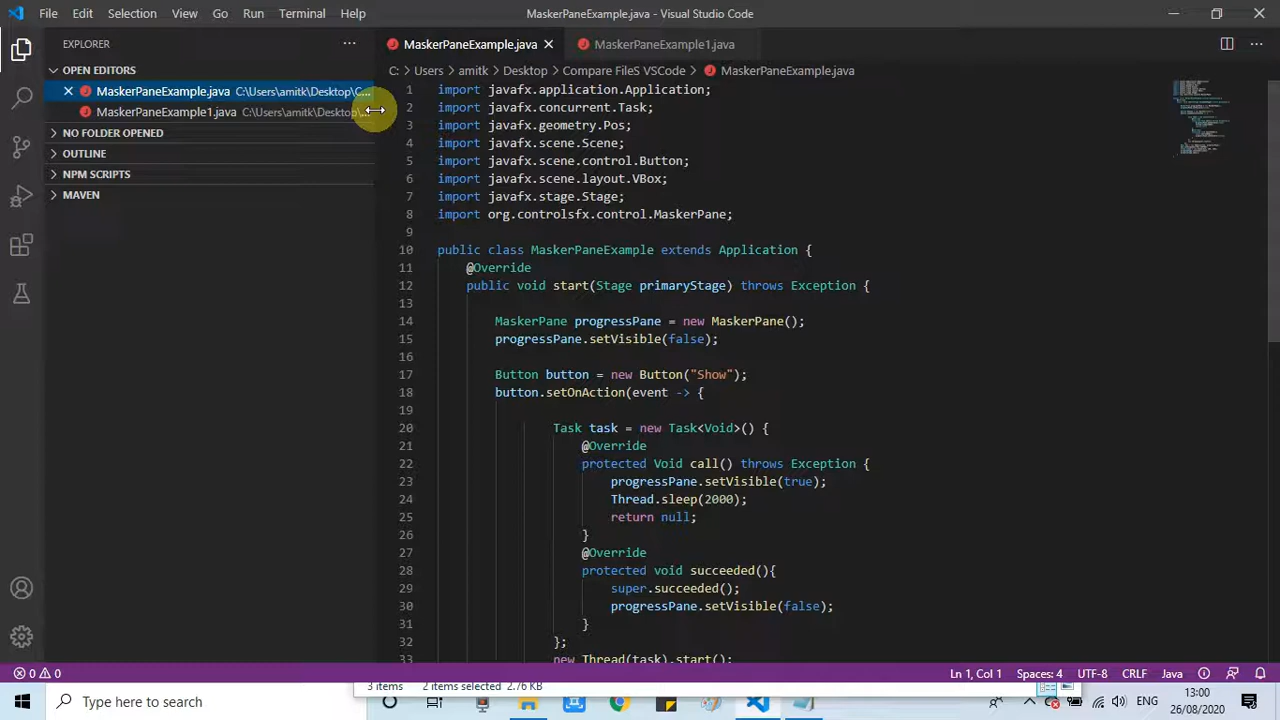 File Edit Selection View Go Run Terminal Help
MaskerPaneExample.java - Visual Studio Code
EXPLORER
OPEN EDITORS
MaskerPaneExample.java C:\Users\amitk\Desktop\C...
MaskerPaneExample1.java C:\Users\amitk\Desktop\...
NO FOLDER OPENED
OUTLINE
NPM SCRIPTS
MAVEN
MaskerPaneExample.java
MaskerPaneExample1.java
C: > Users > amitk > Desktop > Compare FileS VSCode > MaskerPaneExample.java
1 import javafx.application.Application;
2 import javafx.concurrent.Task;
3 import javafx.geometry.Pos;
4 import javafx.scene.Scene;
5 import javafx.scene.control.Button;
6 import javafx.scene.layout.VBox;
7 import javafx.stage.Stage;
8 import org.controlsfx.control.MaskerPane;
9
10 public class MaskerPaneExample extends Application {
11 @Override
12 public void start(Stage primaryStage) throws Exception {
13
14 MaskerPane progressPane = new MaskerPane();
15 progressPane.setVisible(false);
16
17 Button button = new Button("Show");
18 button.setOnAction(event -> {
19
20 Task task = new Task<Void>() {
21 @Override
22 protected Void call() throws Exception {
23 progressPane.setVisible(true);
24 Thread.sleep(2000);
25 return null;
26 }
27 @Override
28 protected void succeeded(){
29 super.succeeded();
30 progressPane.setVisible(false);
31 }
32 };
33 new Thread(task).start();
0 0
Ln 1, Col 1 Spaces: 4 UTF-8 CRLF Java
3 items 2 items selected 2.76 KB
Type here to search
ENG
13:00
26/08/2020